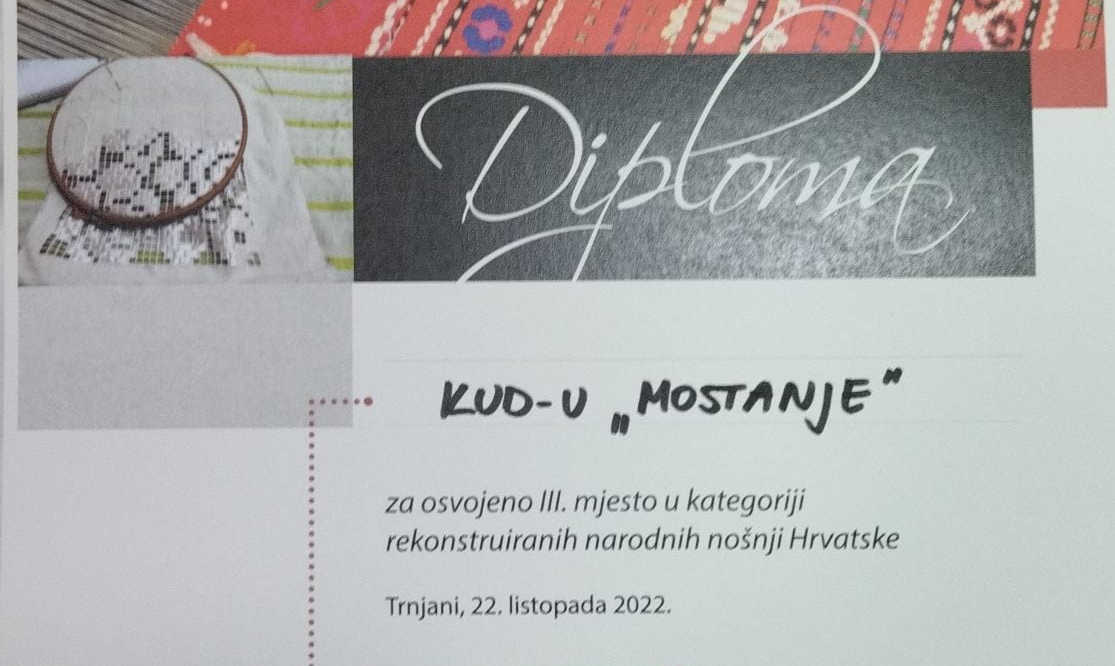 Diploma
KUD-U „MOSTANJE"
za osvojeno III. mjesto u kategoriji
rekonstruiranih narodnih nošnji Hrvatske
Trnjani, 22. listopada 2022.